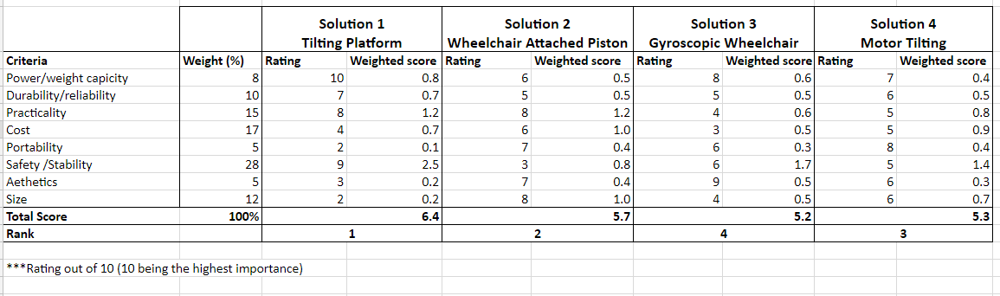 Solution 1 Solution 2 Solution 3 Solution 4
Tilting Platform Wheelchair Attached Piston Gyroscopic Wheelchair Motor Tilting
Criteria Weight (%) Rating Weighted score Rating Weighted score Rating Weighted score Rating Weighted score
Power/weight capicity 8 10 0.8 6 0.5 8 0.6 7 0.4
Durability/reliability 10 7 0.7 5 0.5 5 0.5 6 0.5
Practicality 15 8 1.2 8 1.2 4 0.6 5 0.8
Cost 17 4 0.7 6 1.0 3 0.5 5 0.9
Portability 5 2 0.1 7 0.4 6 0.3 8 0.4
Safety /Stability 28 9 2.5 3 0.8 6 1.7 5 1.4
Aethetics 5 3 0.2 7 0.4 9 0.5 6 0.3
Size 12 2 0.2 8 1.0 4 0.5 6 0.7
Total Score 100% 6.4 5.7 5.2 5.3
Rank 1 2 4 3
***Rating out of 10 (10 being the highest importance)